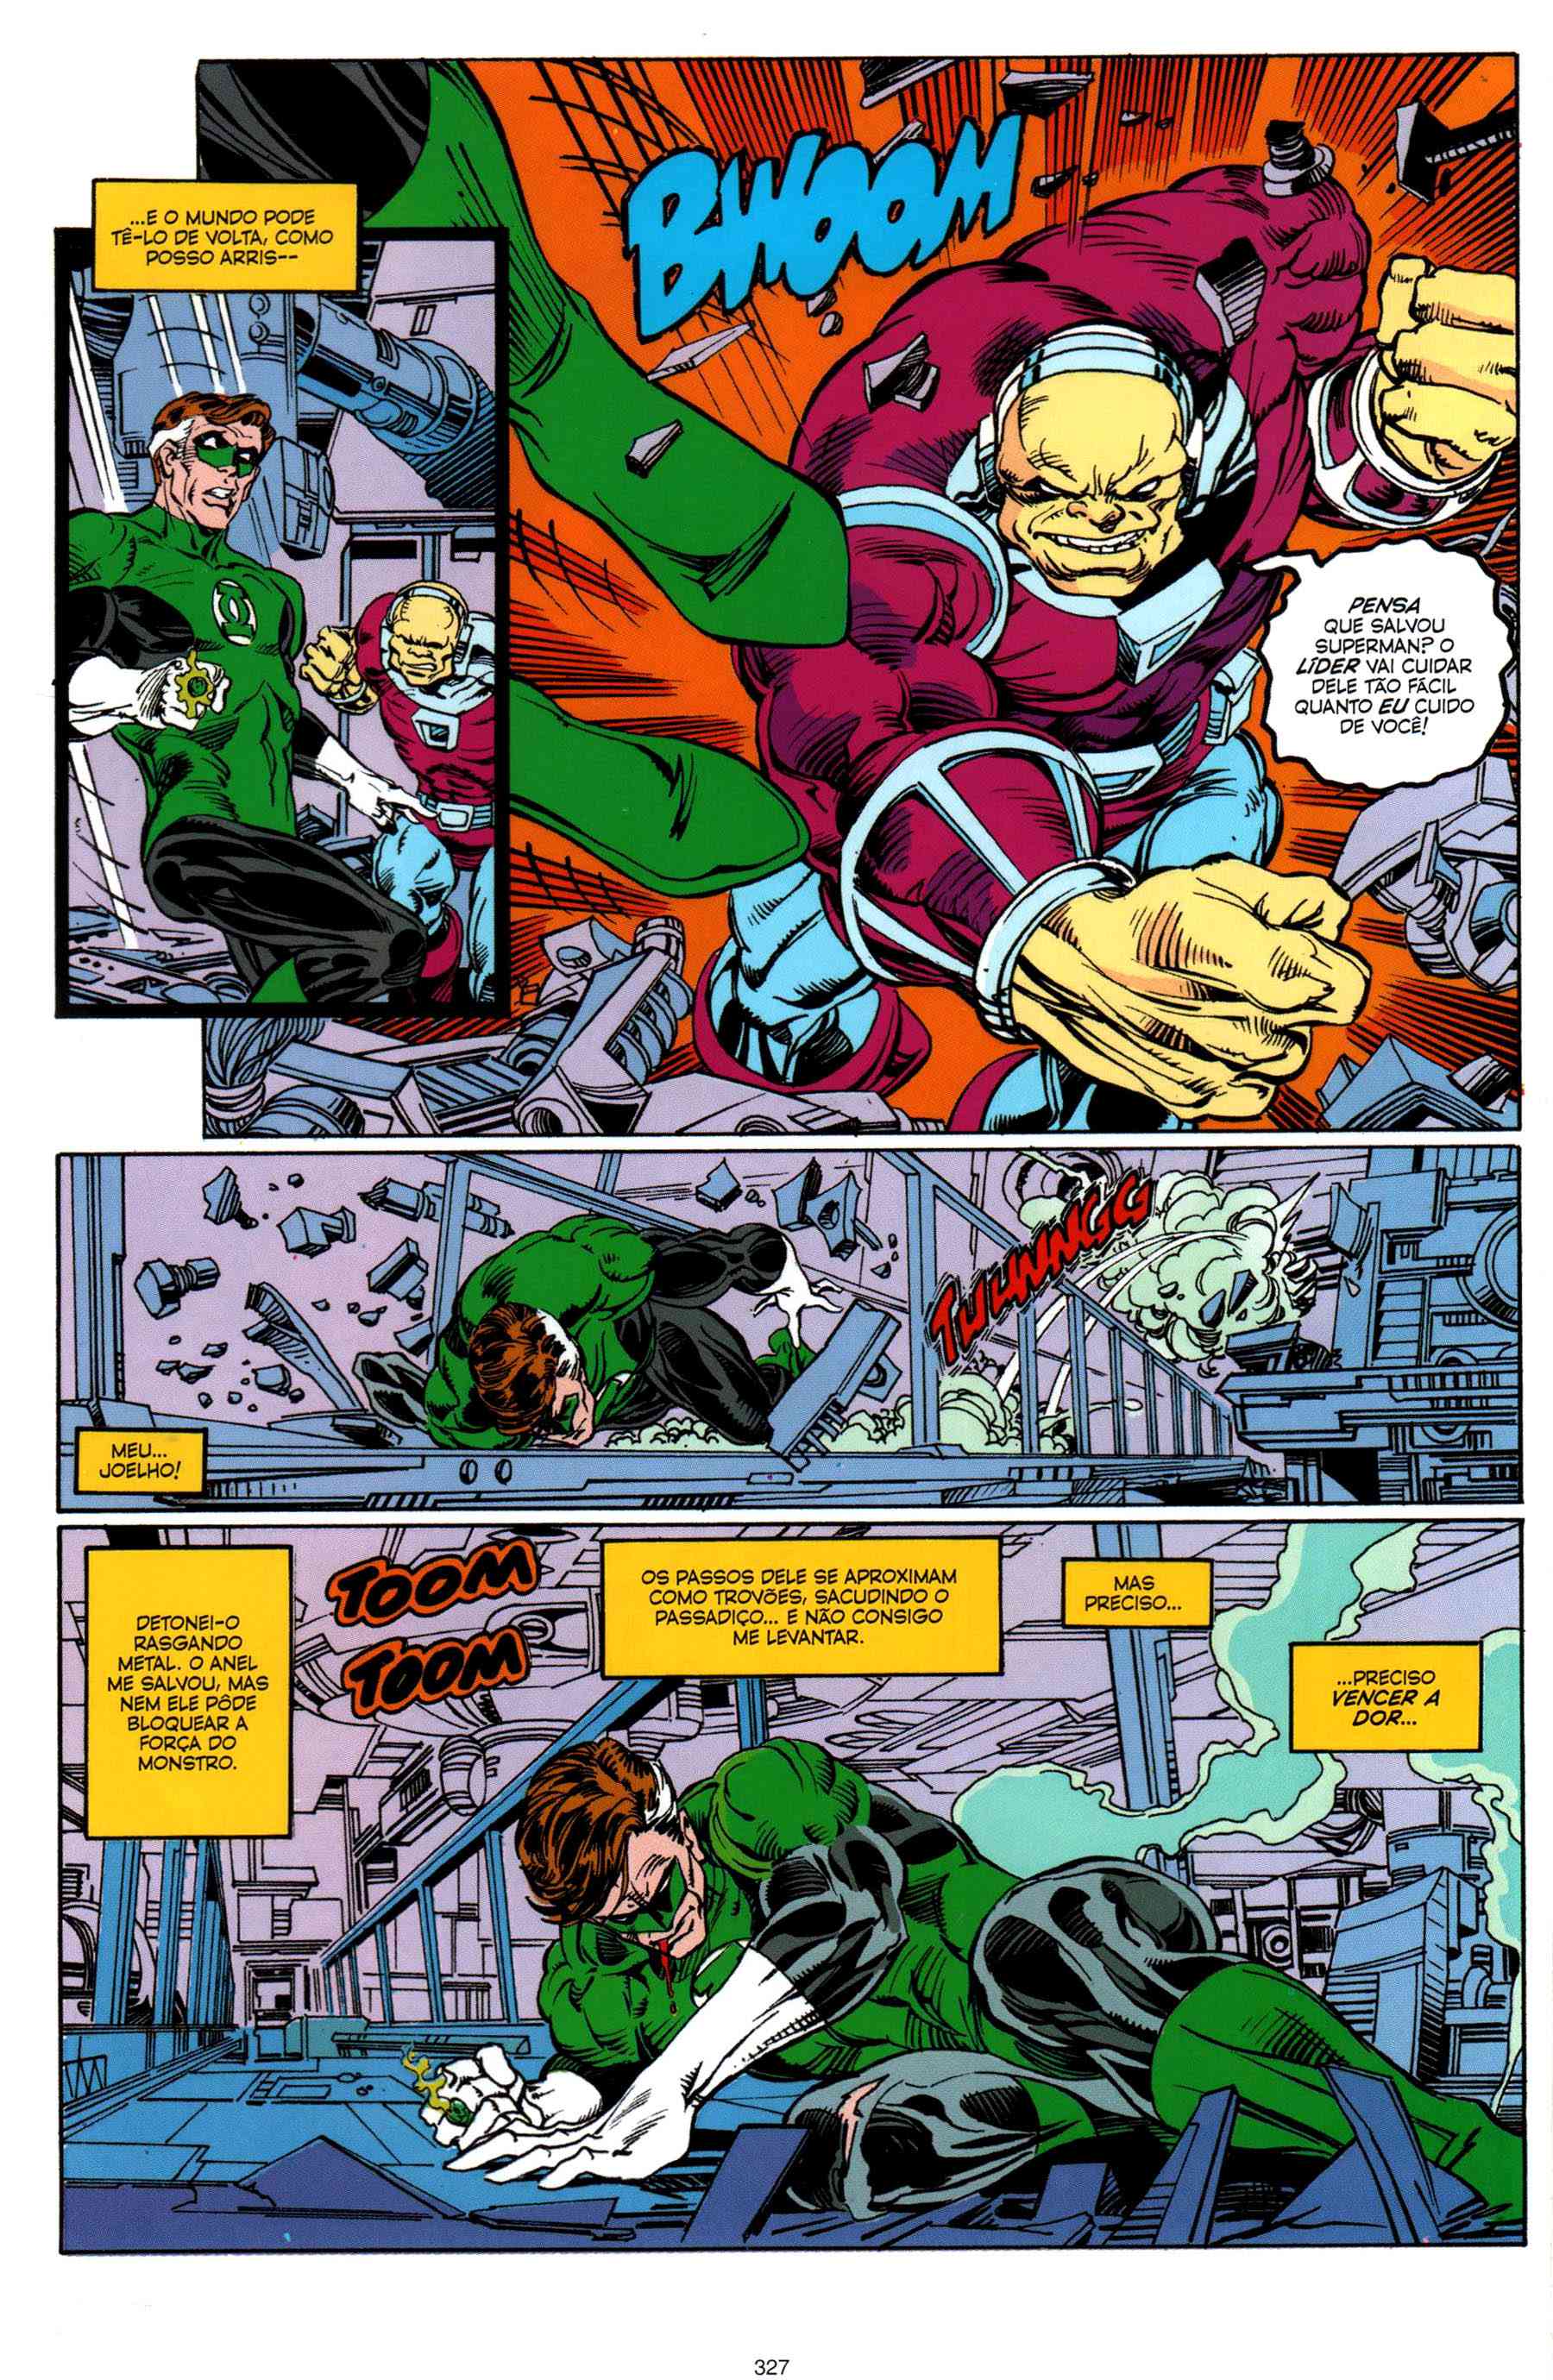 ...E O MUNDO PODE
TÊ-LO DE VOLTA, COMO
POSSO ARRIS--
BWOOM
PENSA
QUE SALVOU
SUPERMAN? O
LÍDER VAI CUIDAR
DELE TÃO FÁCIL
QUANTO EU CUIDO
DE VOCÊ!
TWUNNGG
MEU...
JOELHO!
DETONEI-O
RASGANDO
METAL. O ANEL
ME SALVOU, MAS
NEM ELE PÔDE
BLOQUEAR A
FORÇA DO
MONSTRO.
TOOM
TOOM
OS PASSOS DELE SE APROXIMAM
COMO TROVÕES, SACUDINDO O
PASSADIÇO... E NÃO CONSIGO
ME LEVANTAR.
MAS
PRECISO...
...PRECISO
VENCER A
DOR...
327